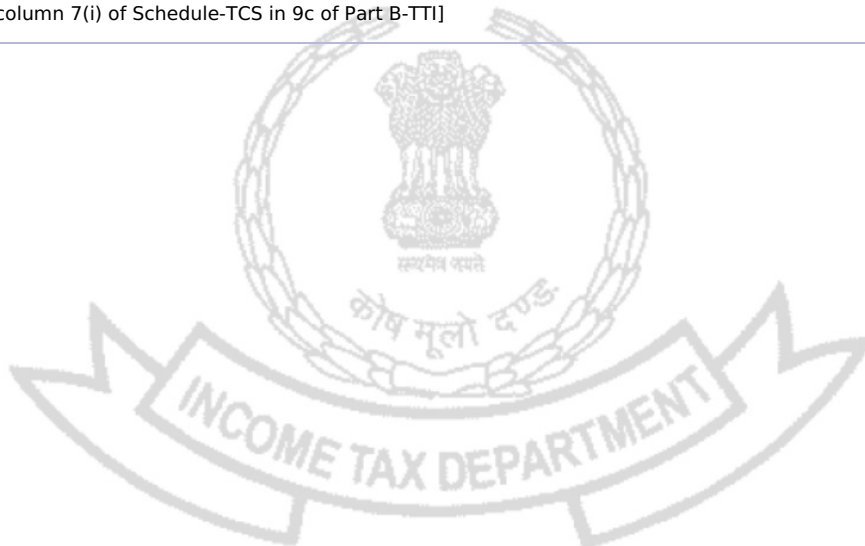 column 7(i) of Schedule-TCS in 9c of Part B-TTI]
सत्यमेव जयते
कोष मूलो दण्डः
INCOME TAX DEPARTMENT